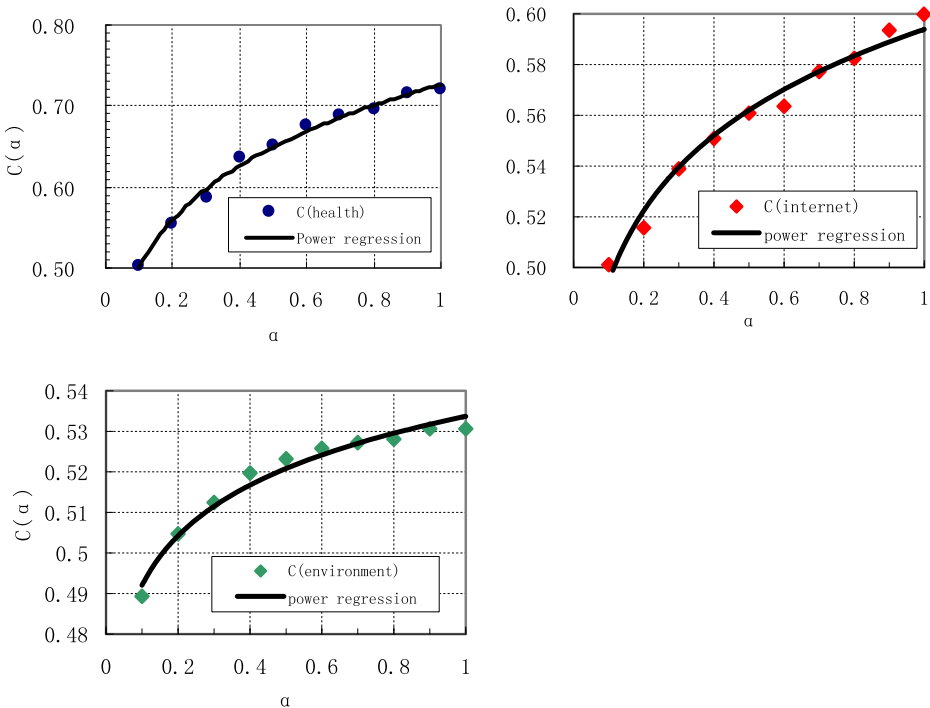 0.80
0.70
0.60
0.50
C(α)
0 0.2 0.4 0.6 0.8 1
α
C(health)
Power regression
0.60
0.58
0.56
0.54
0.52
0.50
0 0.2 0.4 0.6 0.8 1
α
C(internet)
power regression
0.54
0.53
0.52
0.51
0.5
0.49
0.48
C(α)
0 0.2 0.4 0.6 0.8 1
α
C(environment)
power regression